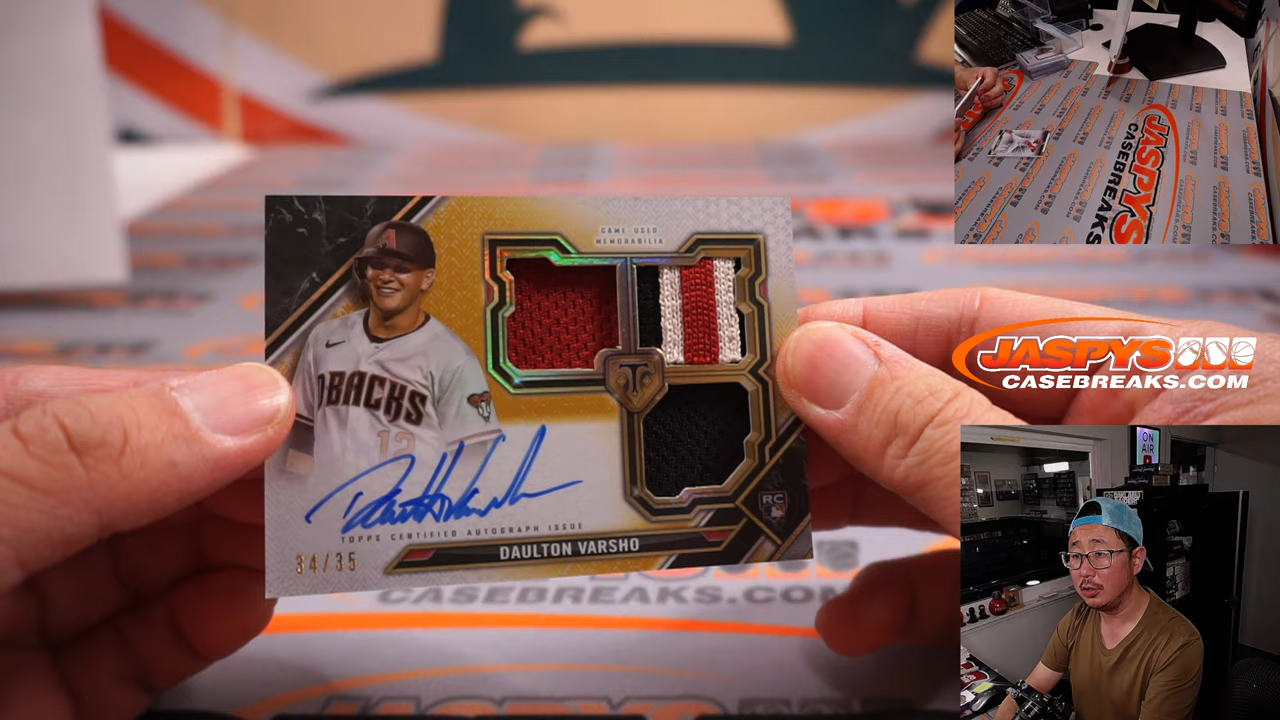 GAME-USED
MEMORABILIA
A
DBACKS
12
T
RC
TOPPS CERTIFIED AUTOGRAPH ISSUE
DAULTON VARSHO
34/35
CASEBREAKS.COM
JASPYS
CASEBREAKS.COM
JASPYS
CASEBREAKS.COM
ON
AIR